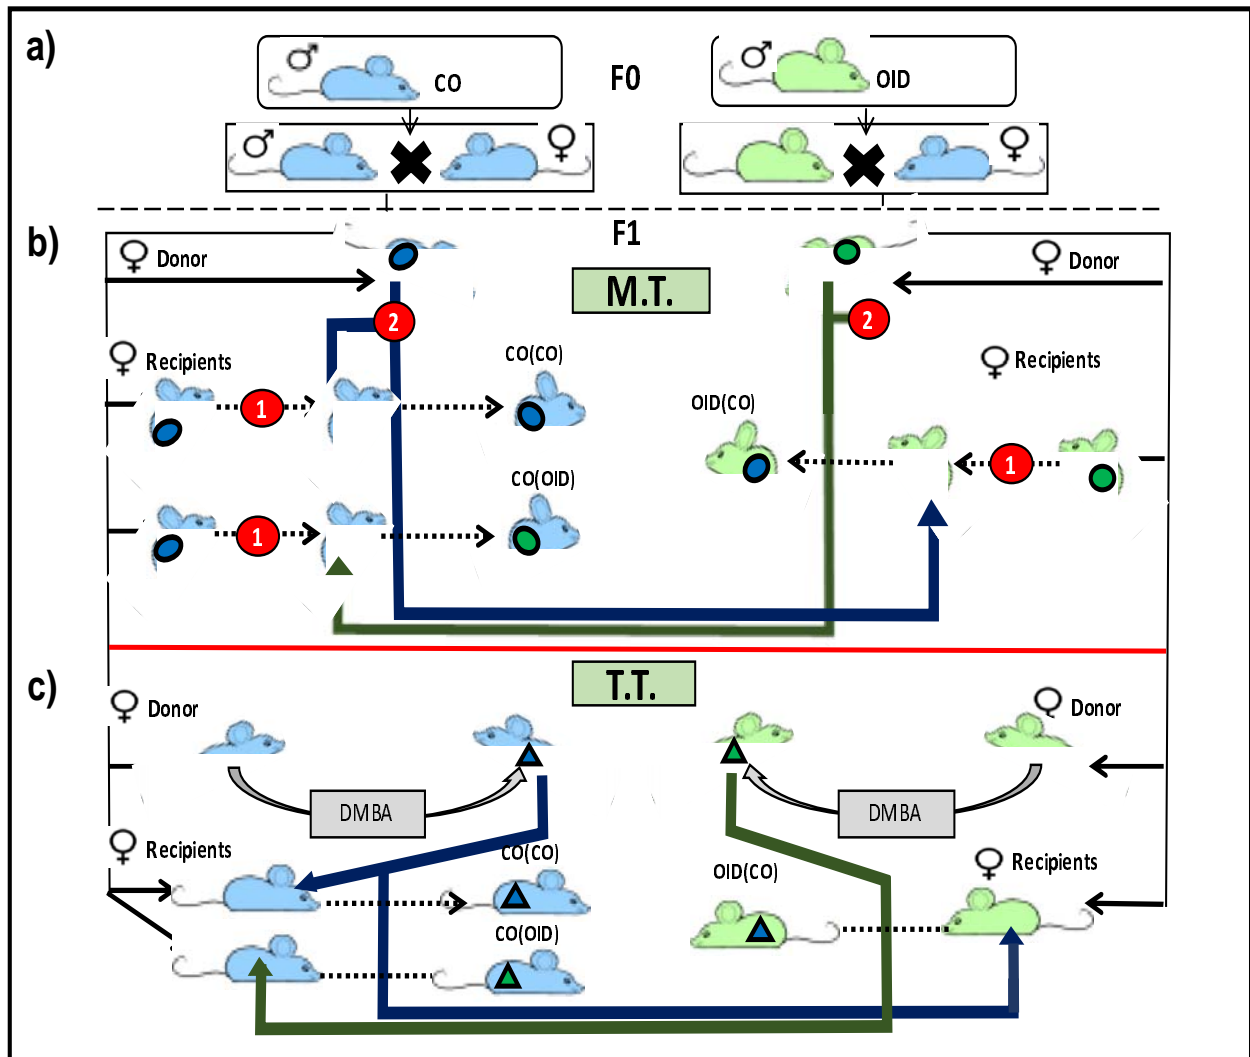 a)
CO
F0
OID
b)
F1
Donor
Donor
M.T.
2
2
Recipients
CO(CO)
Recipients
1
OID(CO)
1
CO(OID)
1
c)
T.T.
Donor
Donor
DMBA
DMBA
Recipients
CO(CO)
Recipients
OID(CO)
CO(OID)